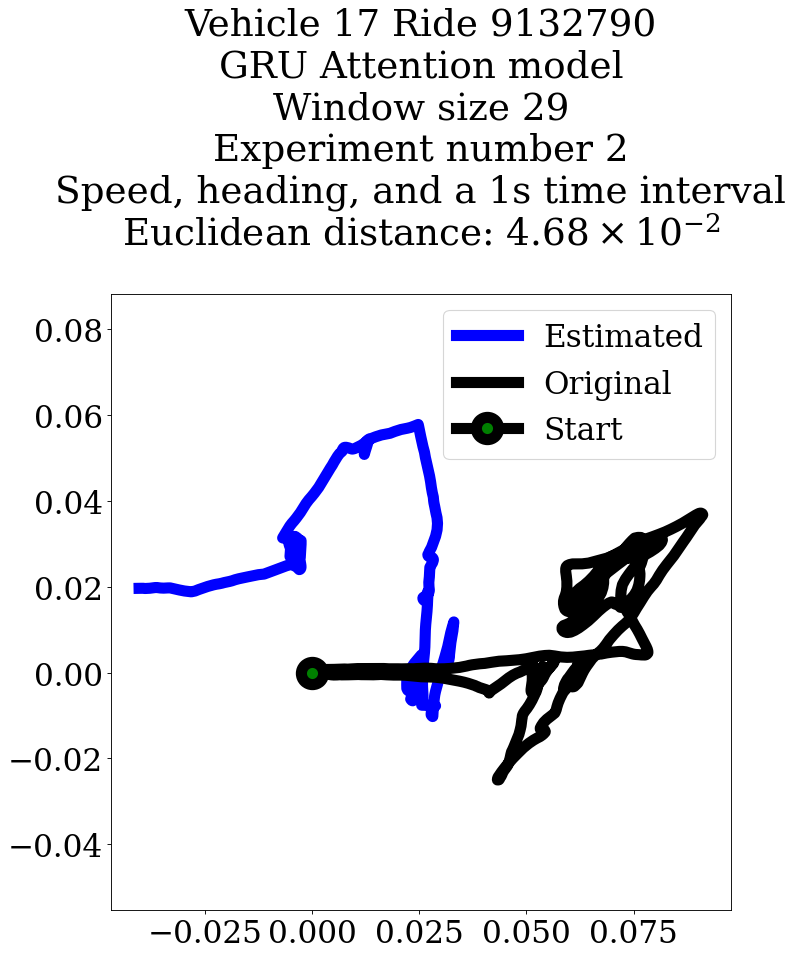 Vehicle 17 Ride 9132790
GRU Attention model
Window size 29
Experiment number 2
Speed, heading, and a 1s time interval
Euclidean distance: 4.68 × 10⁻²
Estimated
Original
Start
0.08
0.06
0.04
0.02
0.00
−0.02
−0.04
−0.025 0.000 0.025 0.050 0.075